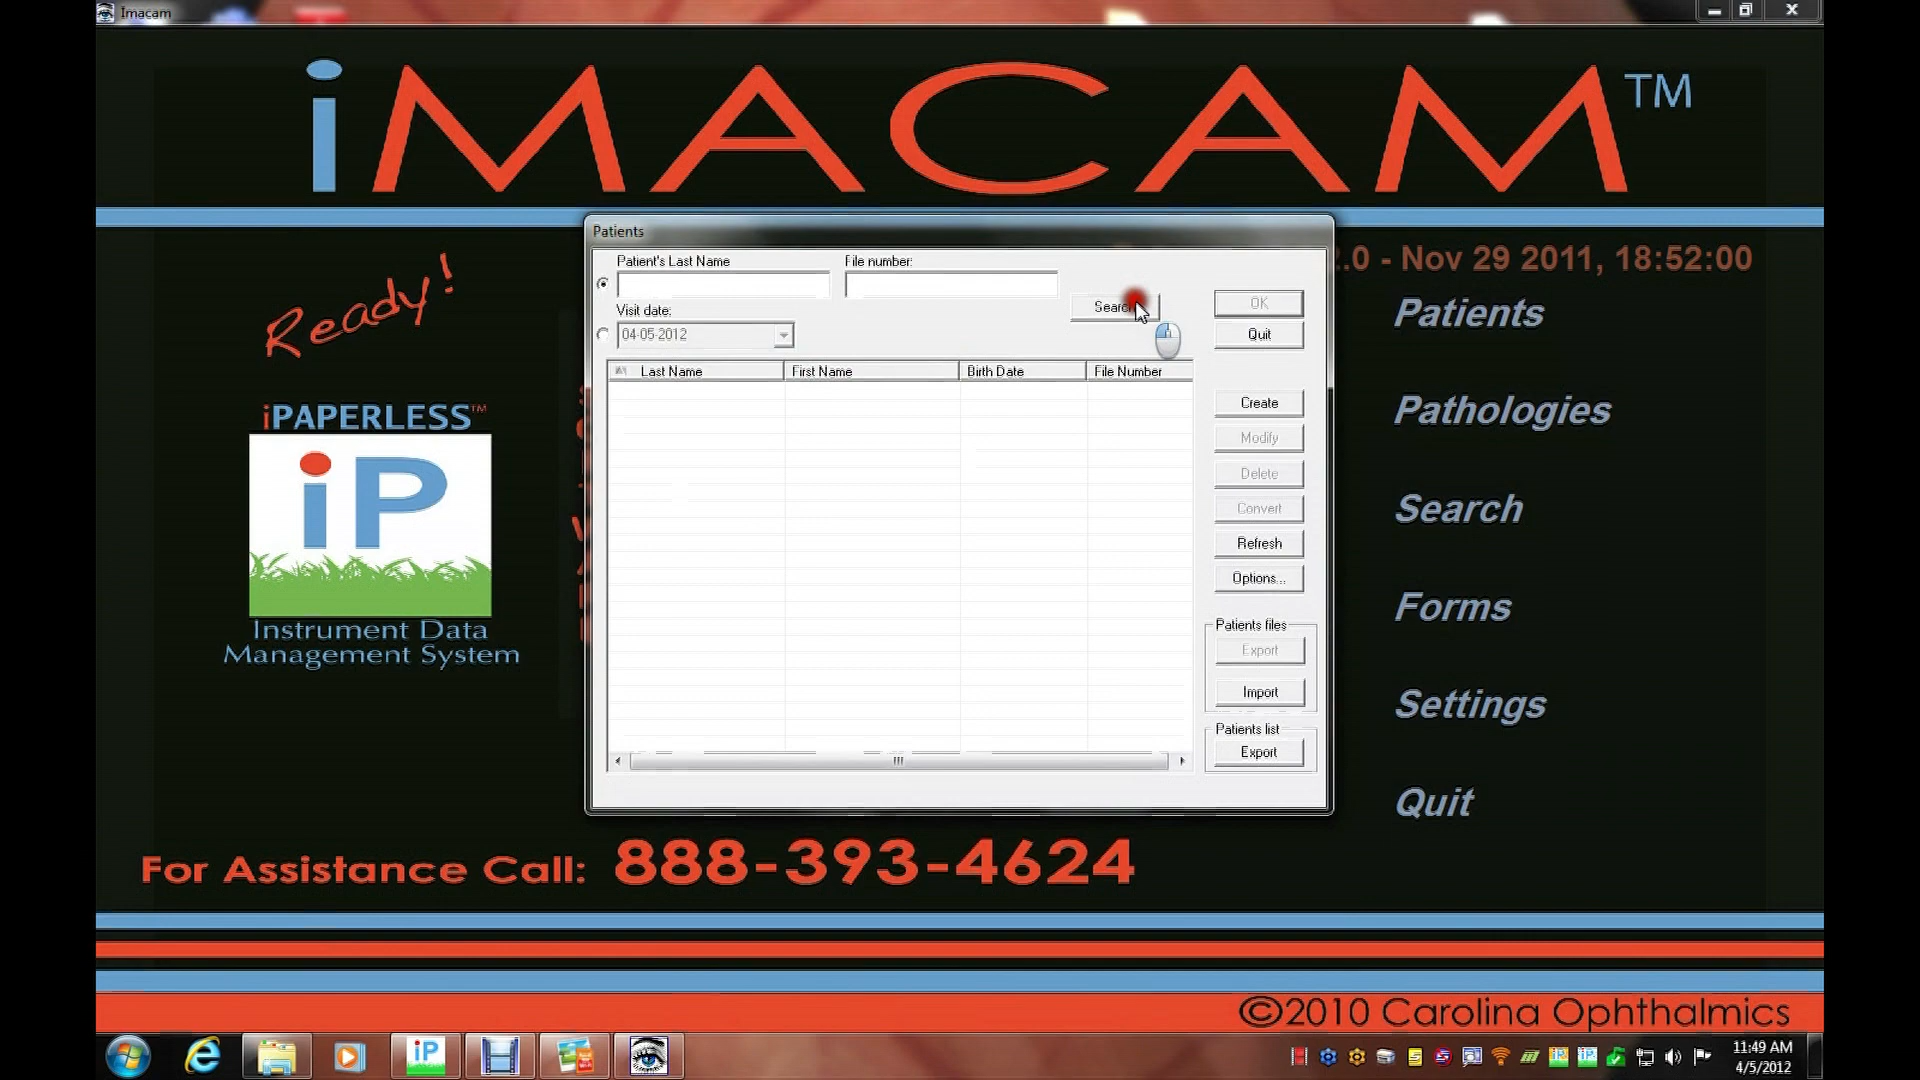 Imacam
iMACAM™
Patients
Patient's Last Name
File number:
Search
OK
Visit date:
04-05-2012
Quit
Last Name
First Name
Birth Date
File Number
Create
Modify
Delete
Convert
Refresh
Options...
Patients files
Export
Import
Patients list
Export
Ready!
iPAPERLESS™
iP
Instrument Data
Management System
.0 - Nov 29 2011, 18:52:00
Patients
Pathologies
Search
Forms
Settings
Quit
For Assistance Call: 888-393-4624
©2010 Carolina Ophthalmics
iP
11:49 AM
4/5/2012